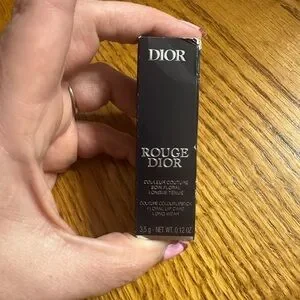 DIOR
ROUGE
DIOR
COULEUR COUTURE
SOIN FLORAL
LONGUE TENUE
COUTURE COLOUR LIPSTICK
FLORAL LIP CARE
LONG WEAR
3.5 g · NET WT. 0.12 OZ